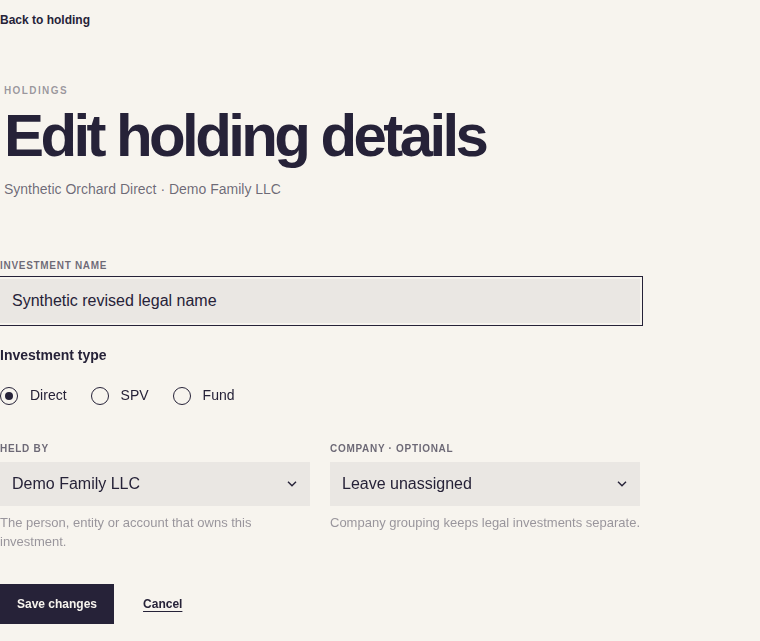 Back to holding
HOLDINGS
Edit holding details
Synthetic Orchard Direct · Demo Family LLC
INVESTMENT NAME
Synthetic revised legal name
Investment type
Direct SPV Fund
HELD BY COMPANY · OPTIONAL
Demo Family LLC Leave unassigned
The person, entity or account that owns this investment. Company grouping keeps legal investments separate.
Save changes Cancel